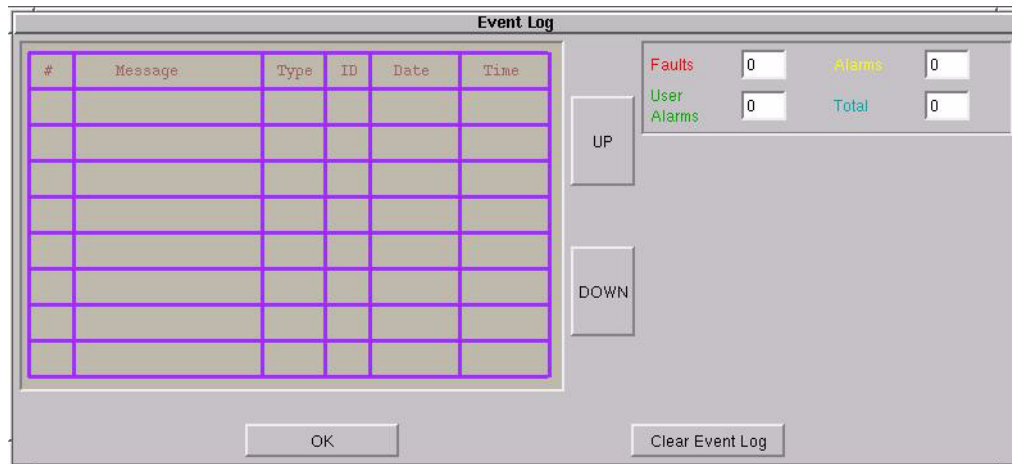 Event Log
# Message Type ID Date Time
Faults 0 Alarms 0
User Alarms 0 Total 0
UP
DOWN
OK Clear Event Log